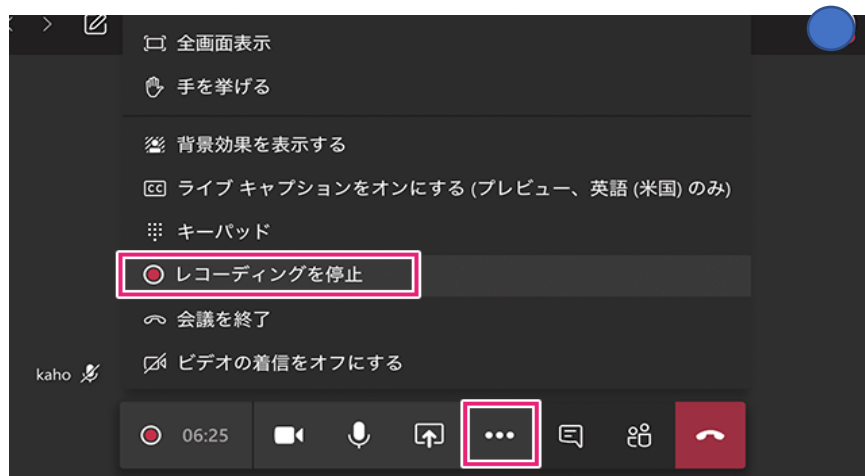 全画面表示
手を挙げる
背景効果を表示する
CC ライブ キャプションをオンにする (プレビュー、英語 (米国) のみ)
キーパッド
レコーディングを停止
会議を終了
ビデオの着信をオフにする
kaho
06:25